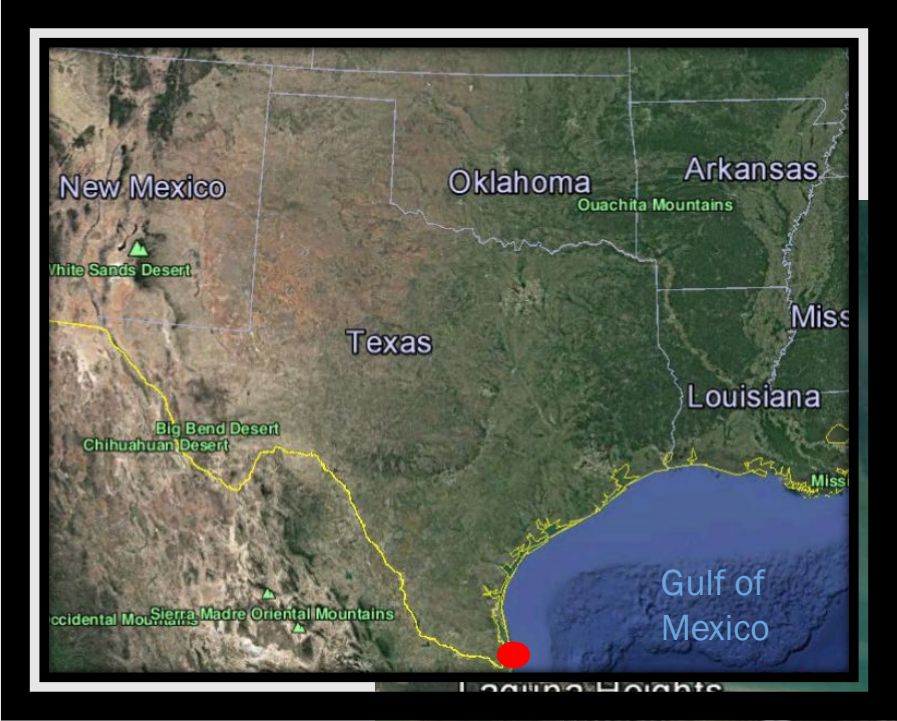 New Mexico
Oklahoma
Arkansas
Ouachita Mountains
White Sands Desert
Miss
Texas
Louisiana
Big Bend Desert
Chihuahuan Desert
Missi
Gulf of
Mexico
ccidental Mountains
Sierra Madre Oriental Mountains
Laguna Heights